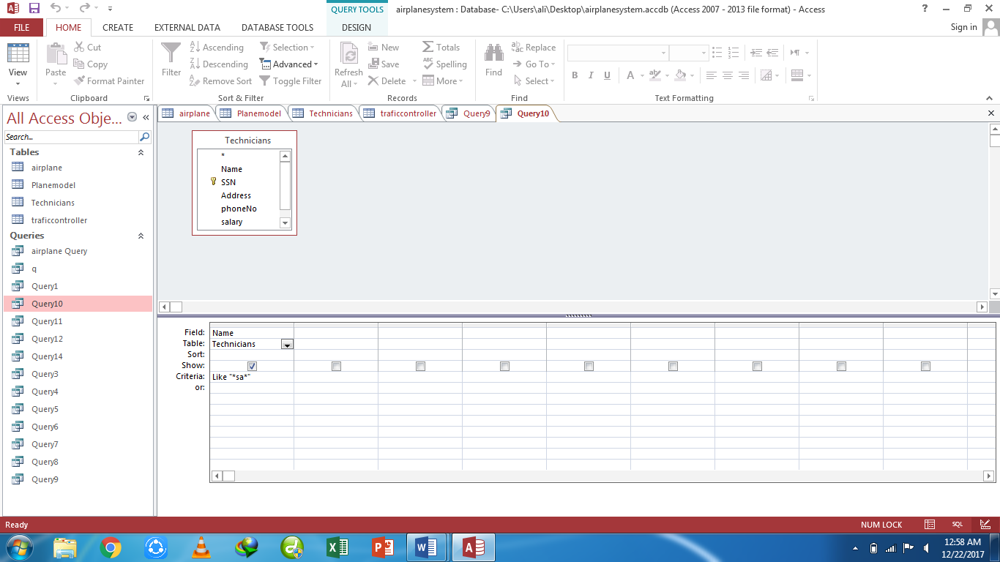 QUERY TOOLS
airplanesystem : Database- C:\Users\ali\Desktop\airplanesystem.accdb (Access 2007 - 2013 file format) - Access
FILE HOME CREATE EXTERNAL DATA DATABASE TOOLS DESIGN Sign in
View
Views
Paste
Cut
Copy
Format Painter
Clipboard
Filter
Ascending
Descending
Remove Sort
Selection
Advanced
Toggle Filter
Sort & Filter
Refresh All
New
Save
Delete
Totals
Spelling
More
Records
Find
Replace
Go To
Select
Find
B I U A ab
Text Formatting
All Access Obje...
Search...
Tables
airplane
Planemodel
Technicians
traficcontroller
Queries
airplane Query
q
Query1
Query10
Query11
Query12
Query14
Query3
Query4
Query5
Query6
Query7
Query8
Query9
airplane Planemodel Technicians traficcontroller Query9 Query10
Technicians
*
Name
SSN
Address
phoneNo
salary
Field: Name
Table: Technicians
Sort:
Show:
Criteria: Like "*sa*"
or:
Ready NUM LOCK SQL
12:58 AM
12/22/2017